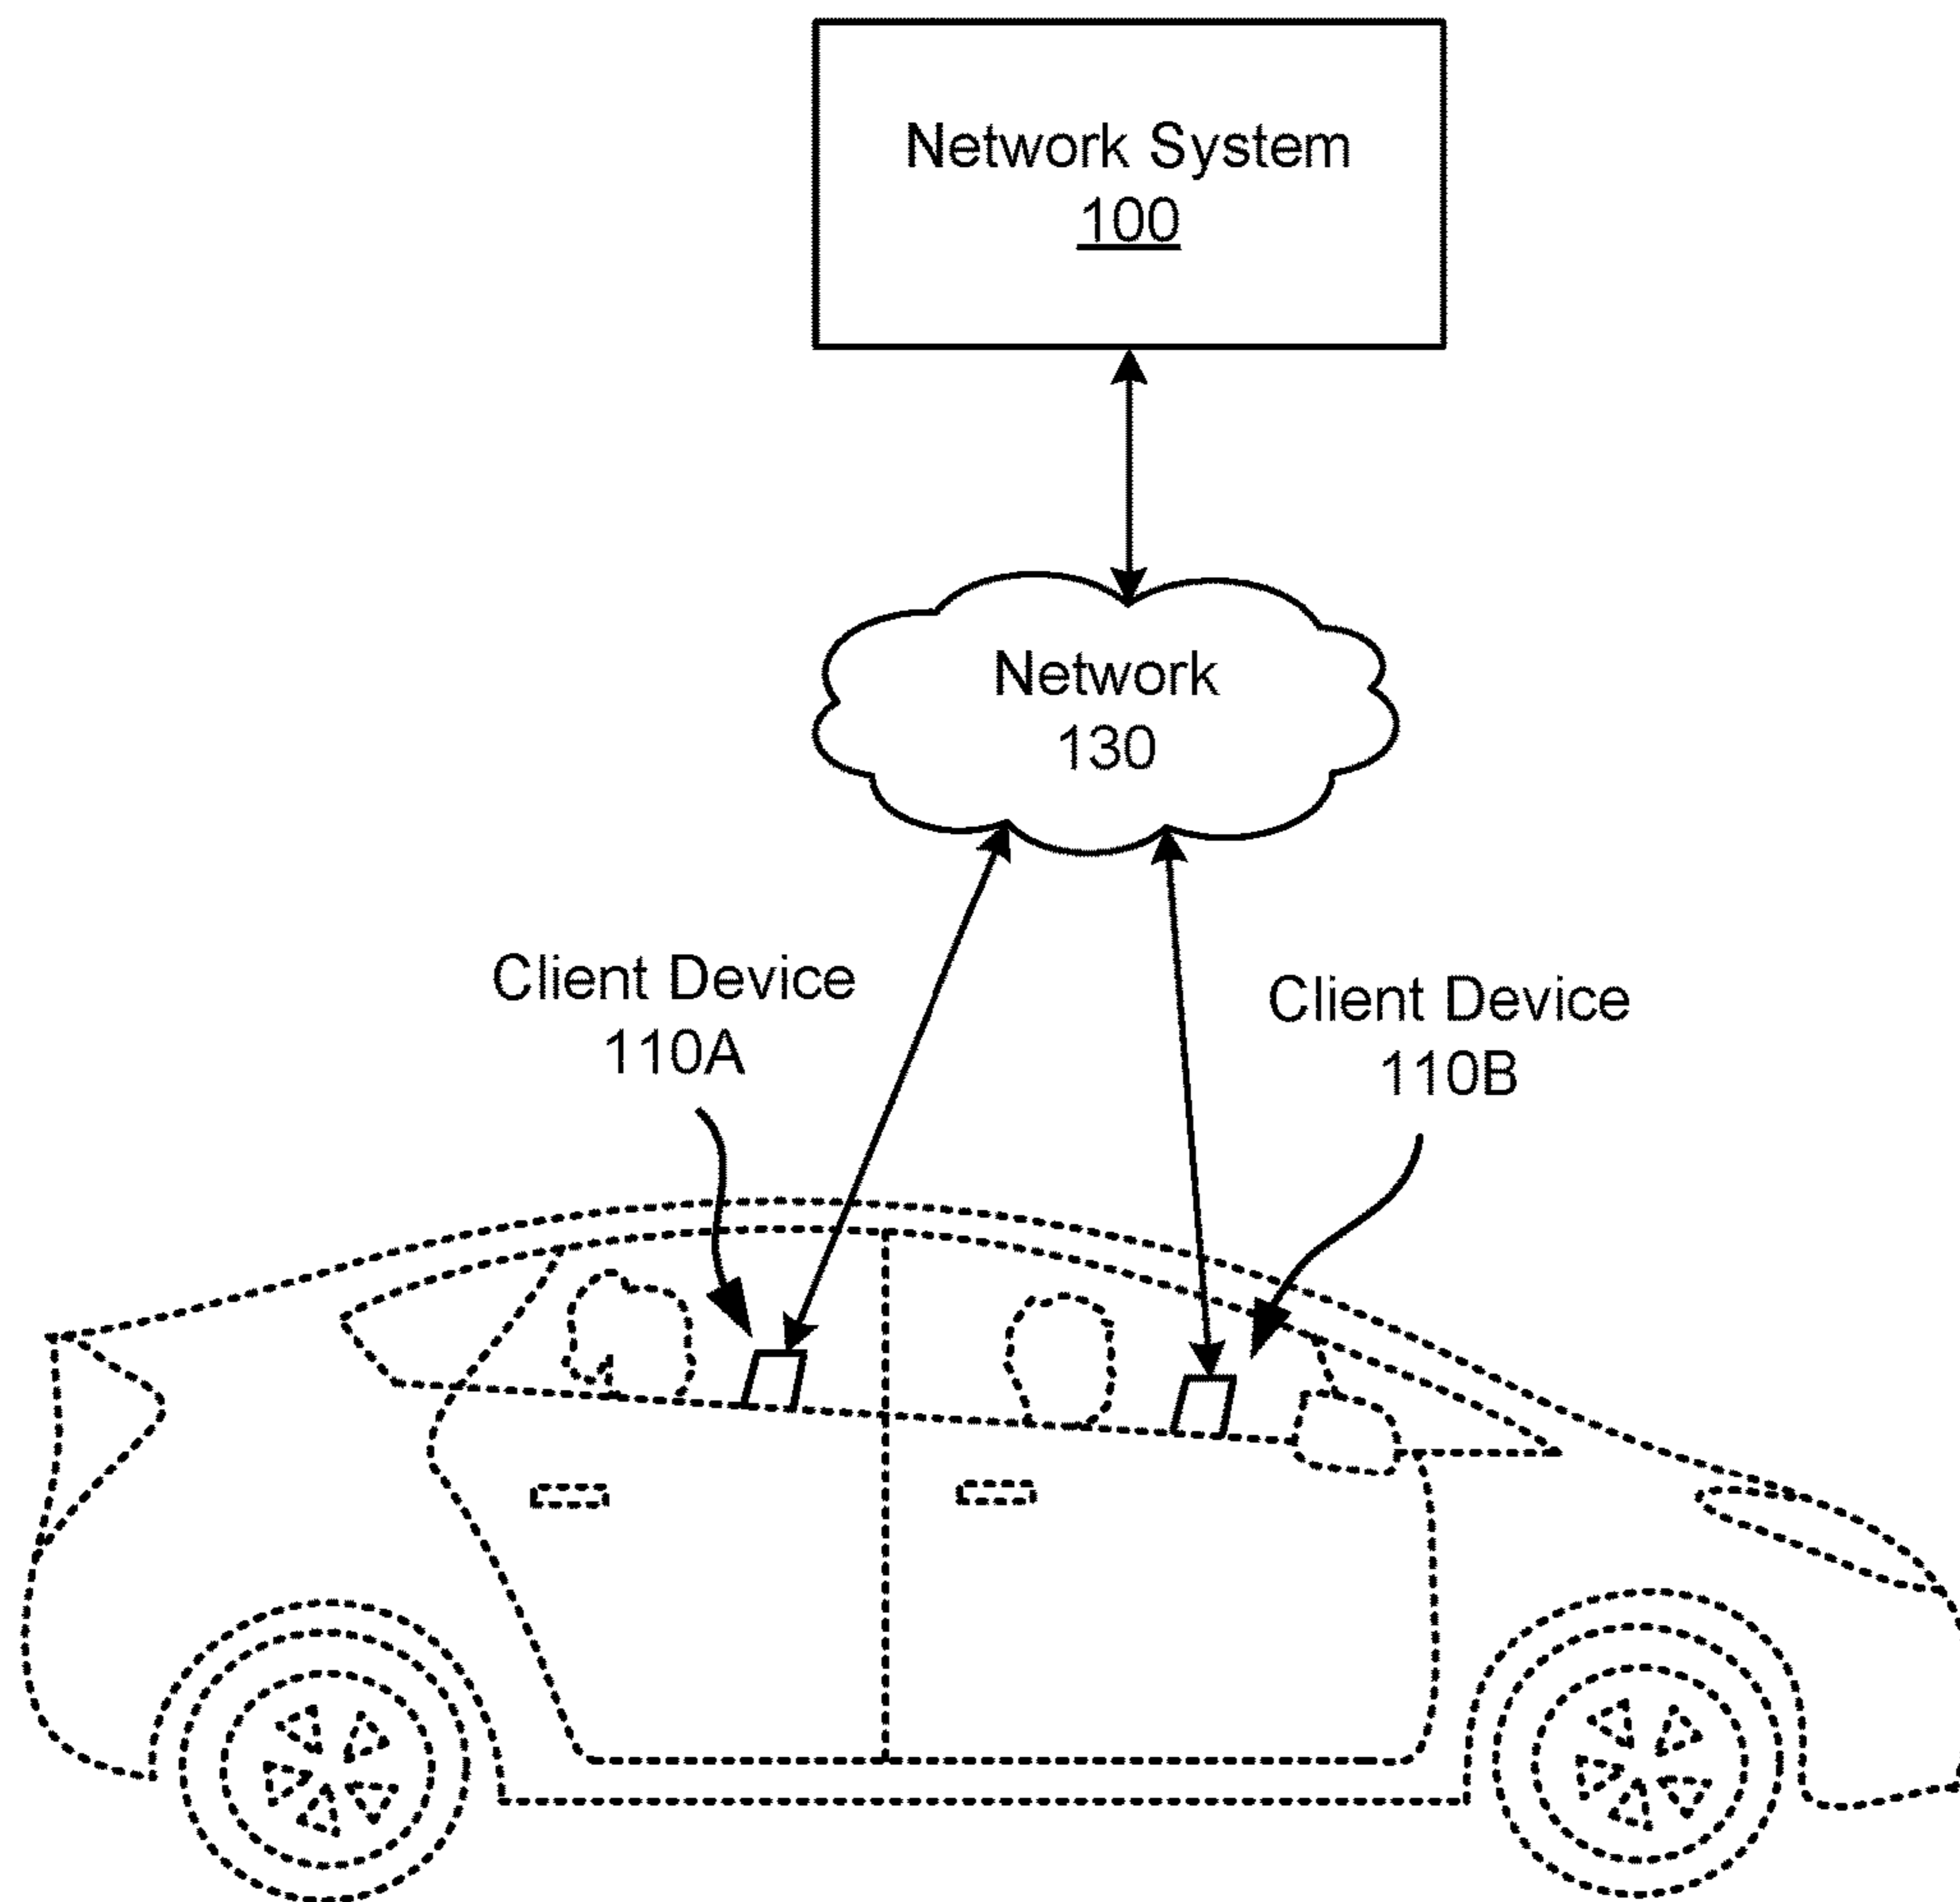 Network System
100
Network
130
Client Device
110A
Client Device
110B